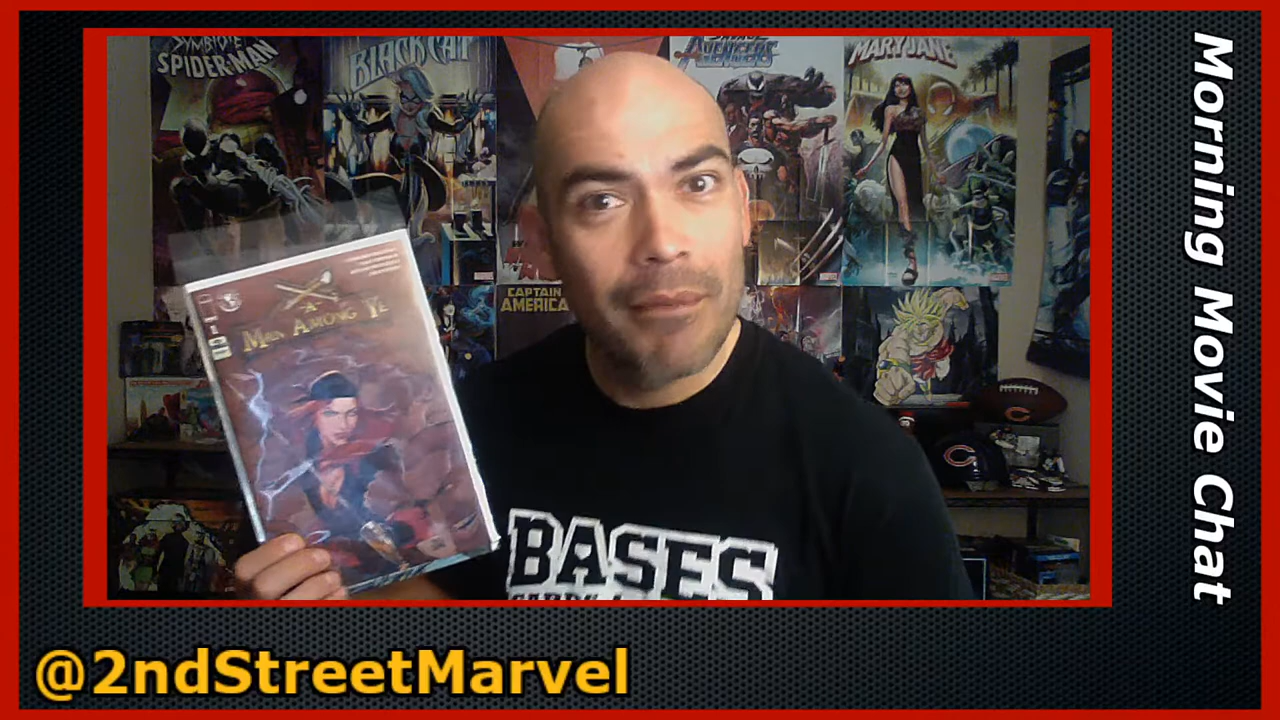 SYMBIOTE
SPIDER-MAN
BLACK CAT
AVENGERS
MARY JANE
A
MAN AMONG YE
CAPTAIN
AMERICA
BASES
Morning Movie Chat
@2ndStreetMarvel